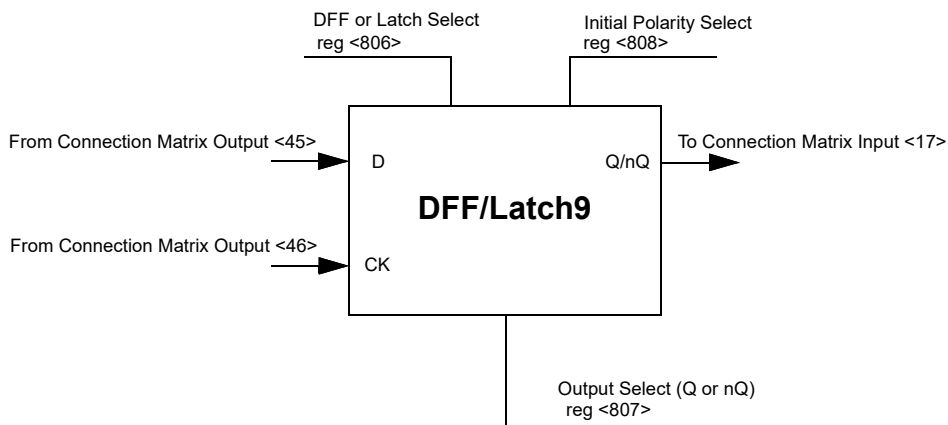 DFF or Latch Select
reg <806>
Initial Polarity Select
reg <808>
From Connection Matrix Output <45>
D
Q/nQ
To Connection Matrix Input <17>
DFF/Latch9
From Connection Matrix Output <46>
CK
Output Select (Q or nQ)
reg <807>